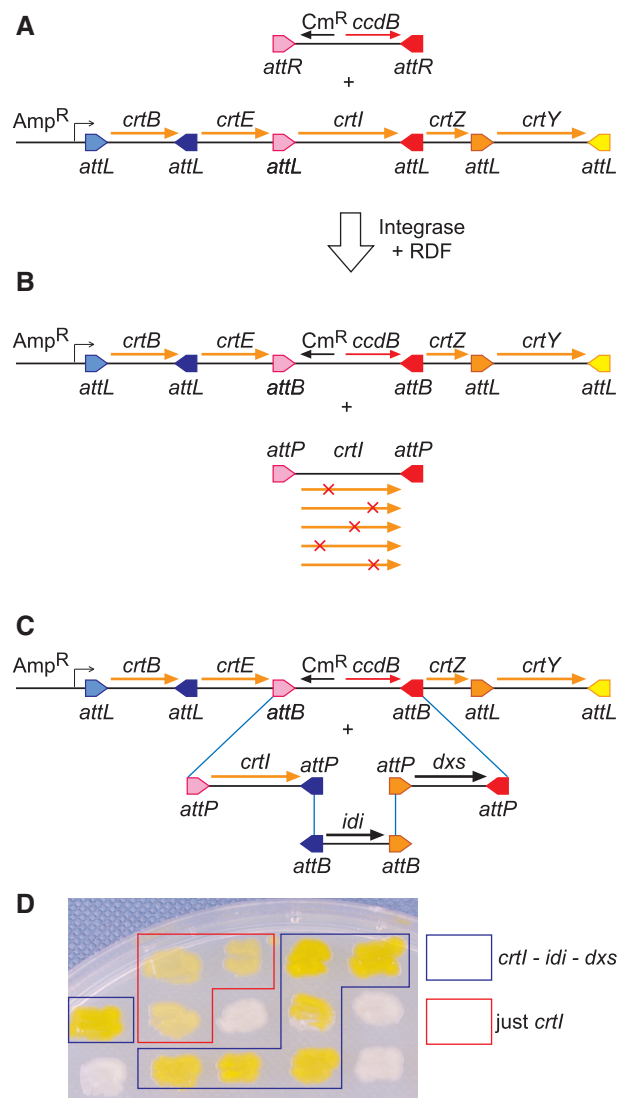 A
CmR ccdB
attR attR
+
AmpR crtB crtE crtI crtZ crtY
attL attL attL attL attL attL
Integrase
+ RDF
B
AmpR crtB crtE CmR ccdB crtZ crtY
attL attL attB attB attL attL
+
attP crtI attP
C
AmpR crtB crtE CmR ccdB crtZ crtY
attL attL attB attB attL attL
+
crtI attP attP dxs
attP idi attP
attB attB
D
crtI - idi - dxs
just crtI